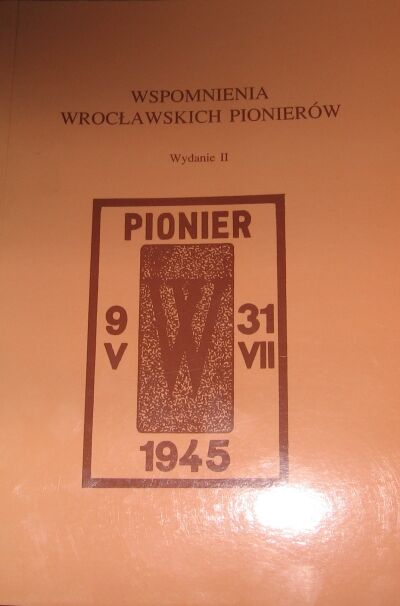 WSPOMNIENIA
WROCŁAWSKICH PIONIERÓW
Wydanie II
PIONIER
W
9 31
V VII
1945